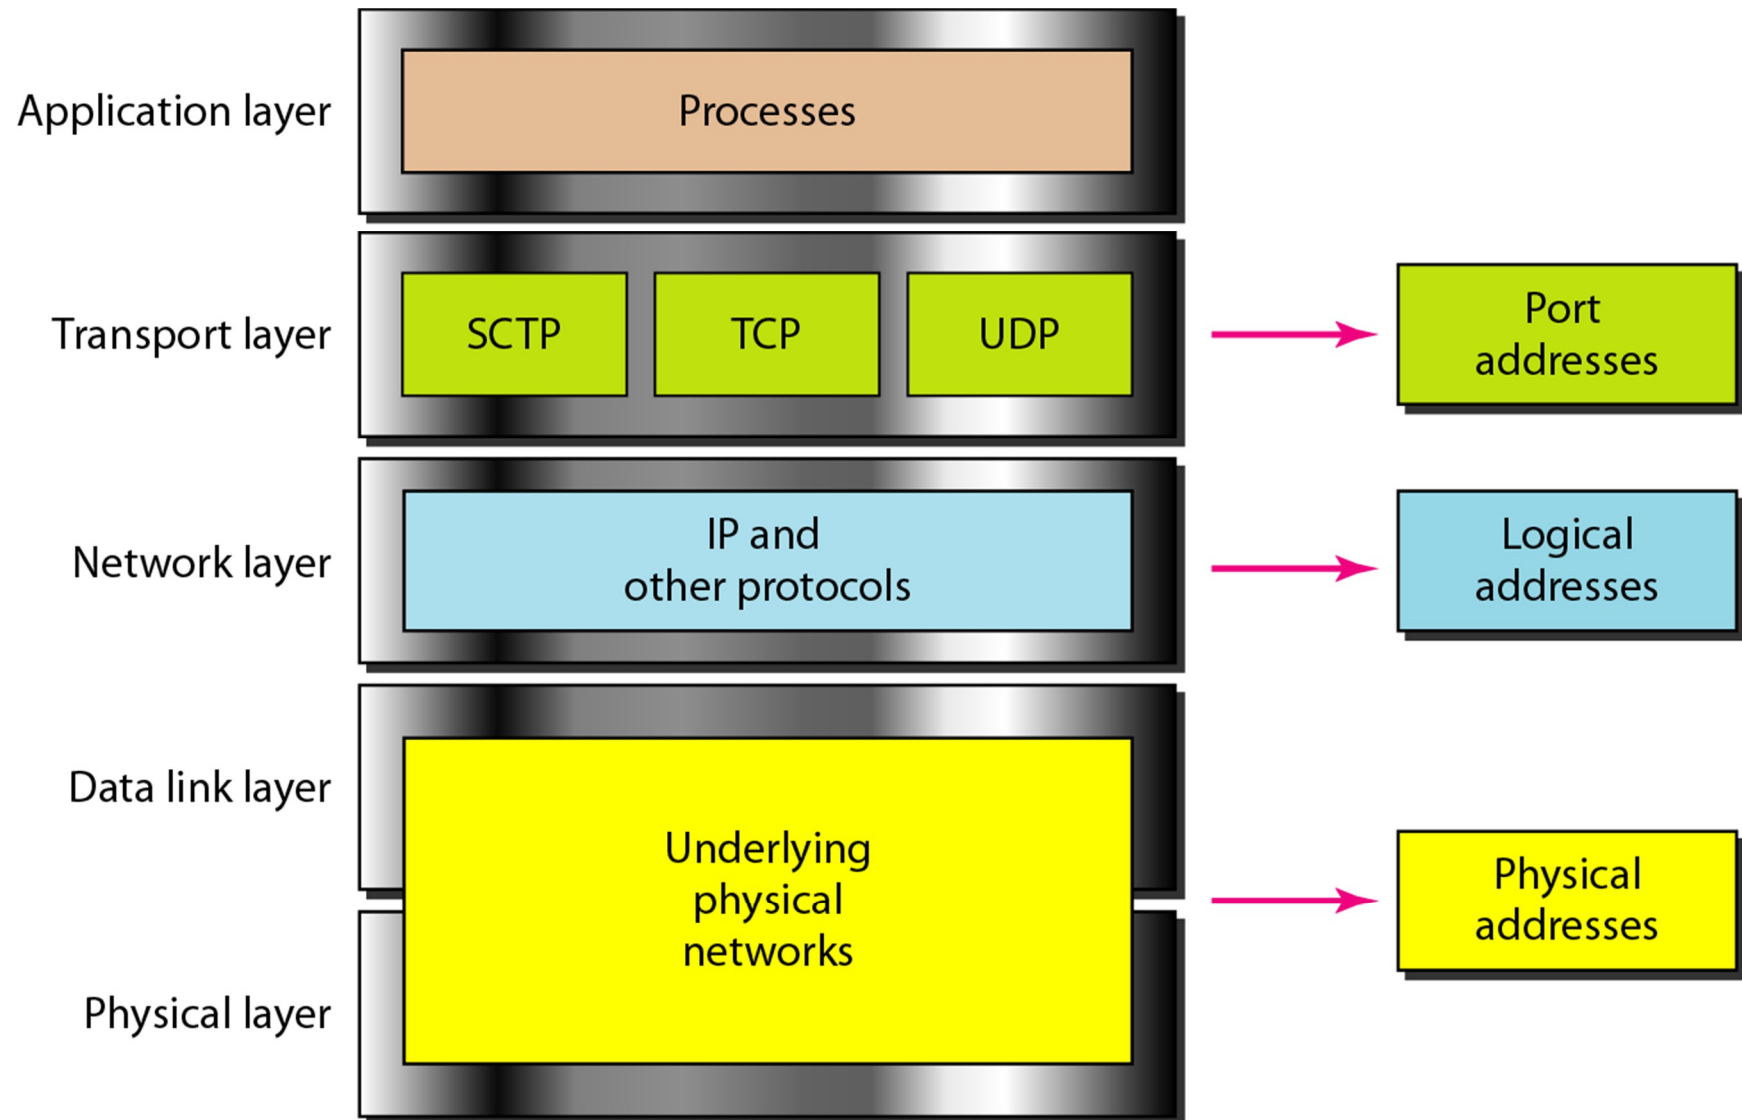 Application layer
Processes
Transport layer
SCTP
TCP
UDP
Port
addresses
Network layer
IP and
other protocols
Logical
addresses
Data link layer
Underlying
physical
networks
Physical
addresses
Physical layer